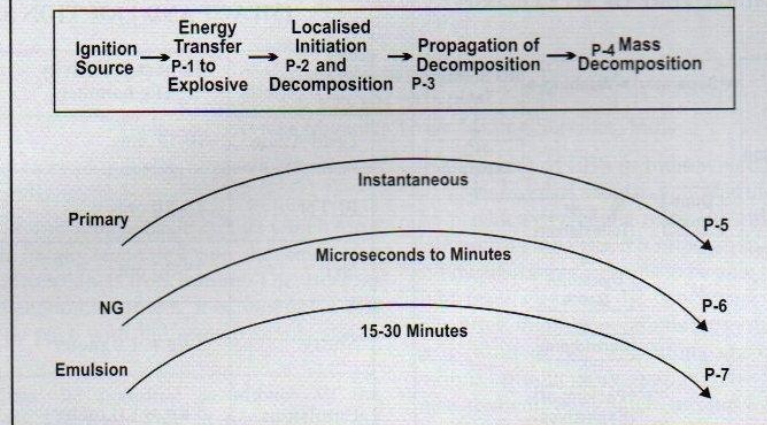 Ignition
Source
Energy
Transfer
P-1 to
Explosive
Localised
Initiation
P-2 and
Decomposition
Propagation of
Decomposition
P-3
P-4 Mass
Decomposition
Instantaneous
Primary
P-5
Microseconds to Minutes
NG
P-6
15-30 Minutes
Emulsion
P-7